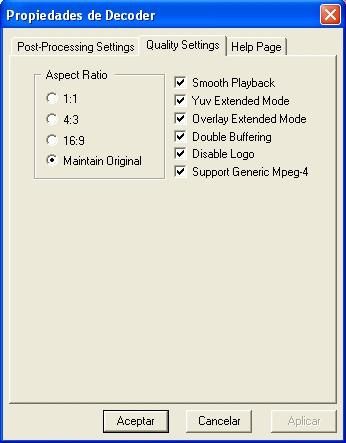 Propiedades de Decoder
Post-Processing Settings Quality Settings Help Page
Aspect Ratio
1:1
4:3
16:9
Maintain Original
Smooth Playback
Yuv Extended Mode
Overlay Extended Mode
Double Buffering
Disable Logo
Support Generic Mpeg-4
Aceptar Cancelar Aplicar